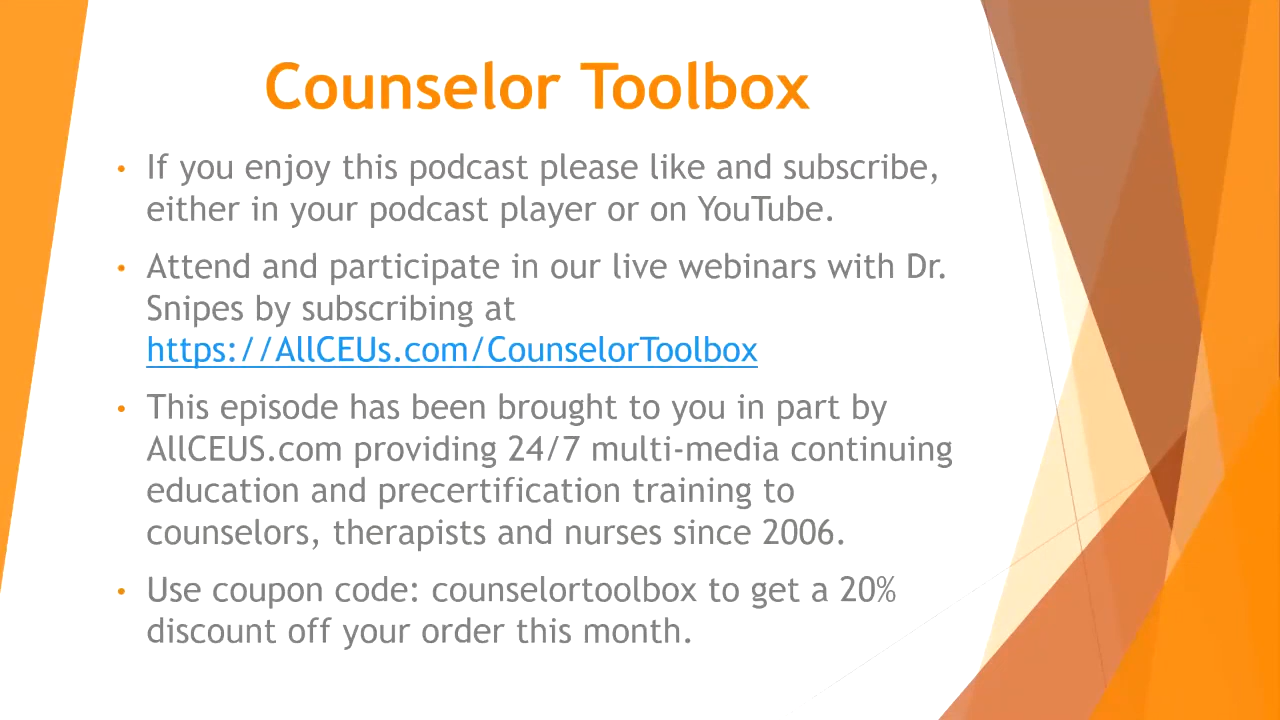 Counselor Toolbox
• If you enjoy this podcast please like and subscribe,
either in your podcast player or on YouTube.
• Attend and participate in our live webinars with Dr.
Snipes by subscribing at
https://AllCEUs.com/CounselorToolbox
• This episode has been brought to you in part by
AllCEUS.com providing 24/7 multi-media continuing
education and precertification training to
counselors, therapists and nurses since 2006.
• Use coupon code: counselortoolbox to get a 20%
discount off your order this month.